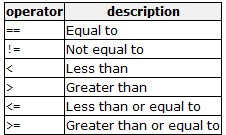 operator description
== Equal to
!= Not equal to
< Less than
> Greater than
<= Less than or equal to
>= Greater than or equal to